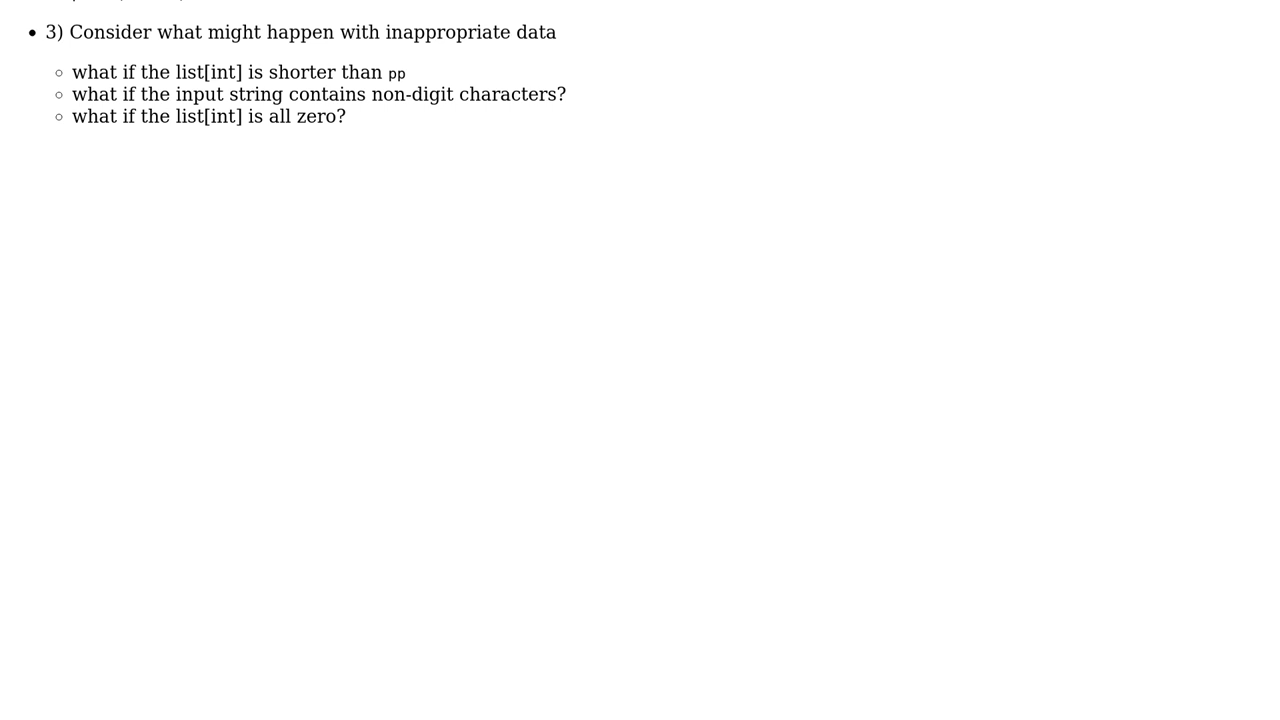 3) Consider what might happen with inappropriate data
what if the list[int] is shorter than pp
what if the input string contains non-digit characters?
what if the list[int] is all zero?